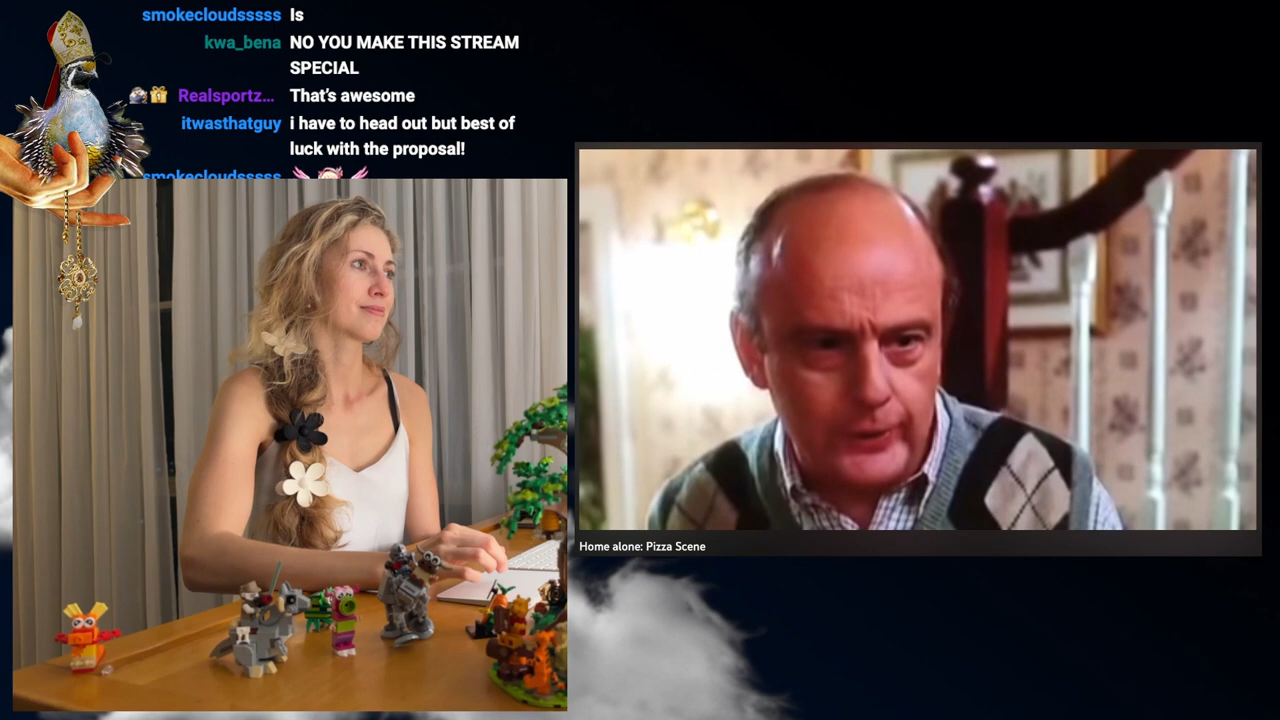 smokecloudsssss Is
kwa_bena NO YOU MAKE THIS STREAM
SPECIAL
Realsportz... That's awesome
itwasthatguy i have to head out but best of
luck with the proposal!
smokecloudsssss
Home alone: Pizza Scene